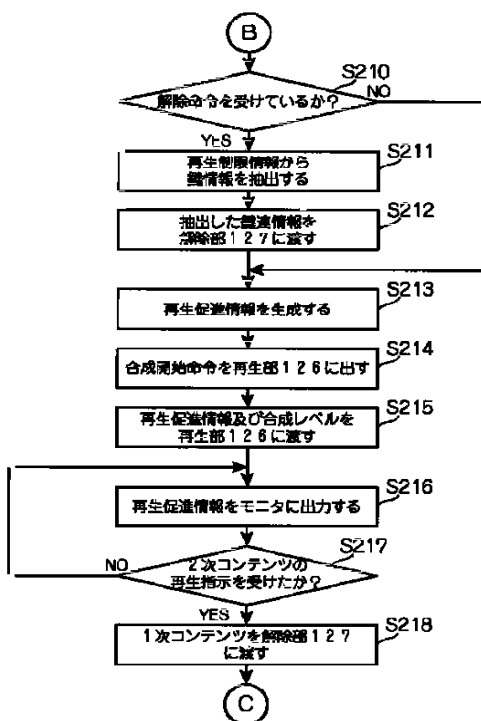 B
S210
解除命令を受けているか?
NO
YES
S211
再生制限情報から
鍵情報を抽出する
S212
抽出した鍵情報を
解除部127に渡す
S213
再生促進情報を生成する
S214
合成開始命令を再生部126に出す
S215
再生促進情報及び合成レベルを
再生部126に渡す
S216
再生促進情報をモニタに出力する
S217
NO
2次コンテンツの
再生指示を受けたか?
YES
S218
1次コンテンツを解除部127
に渡す
C